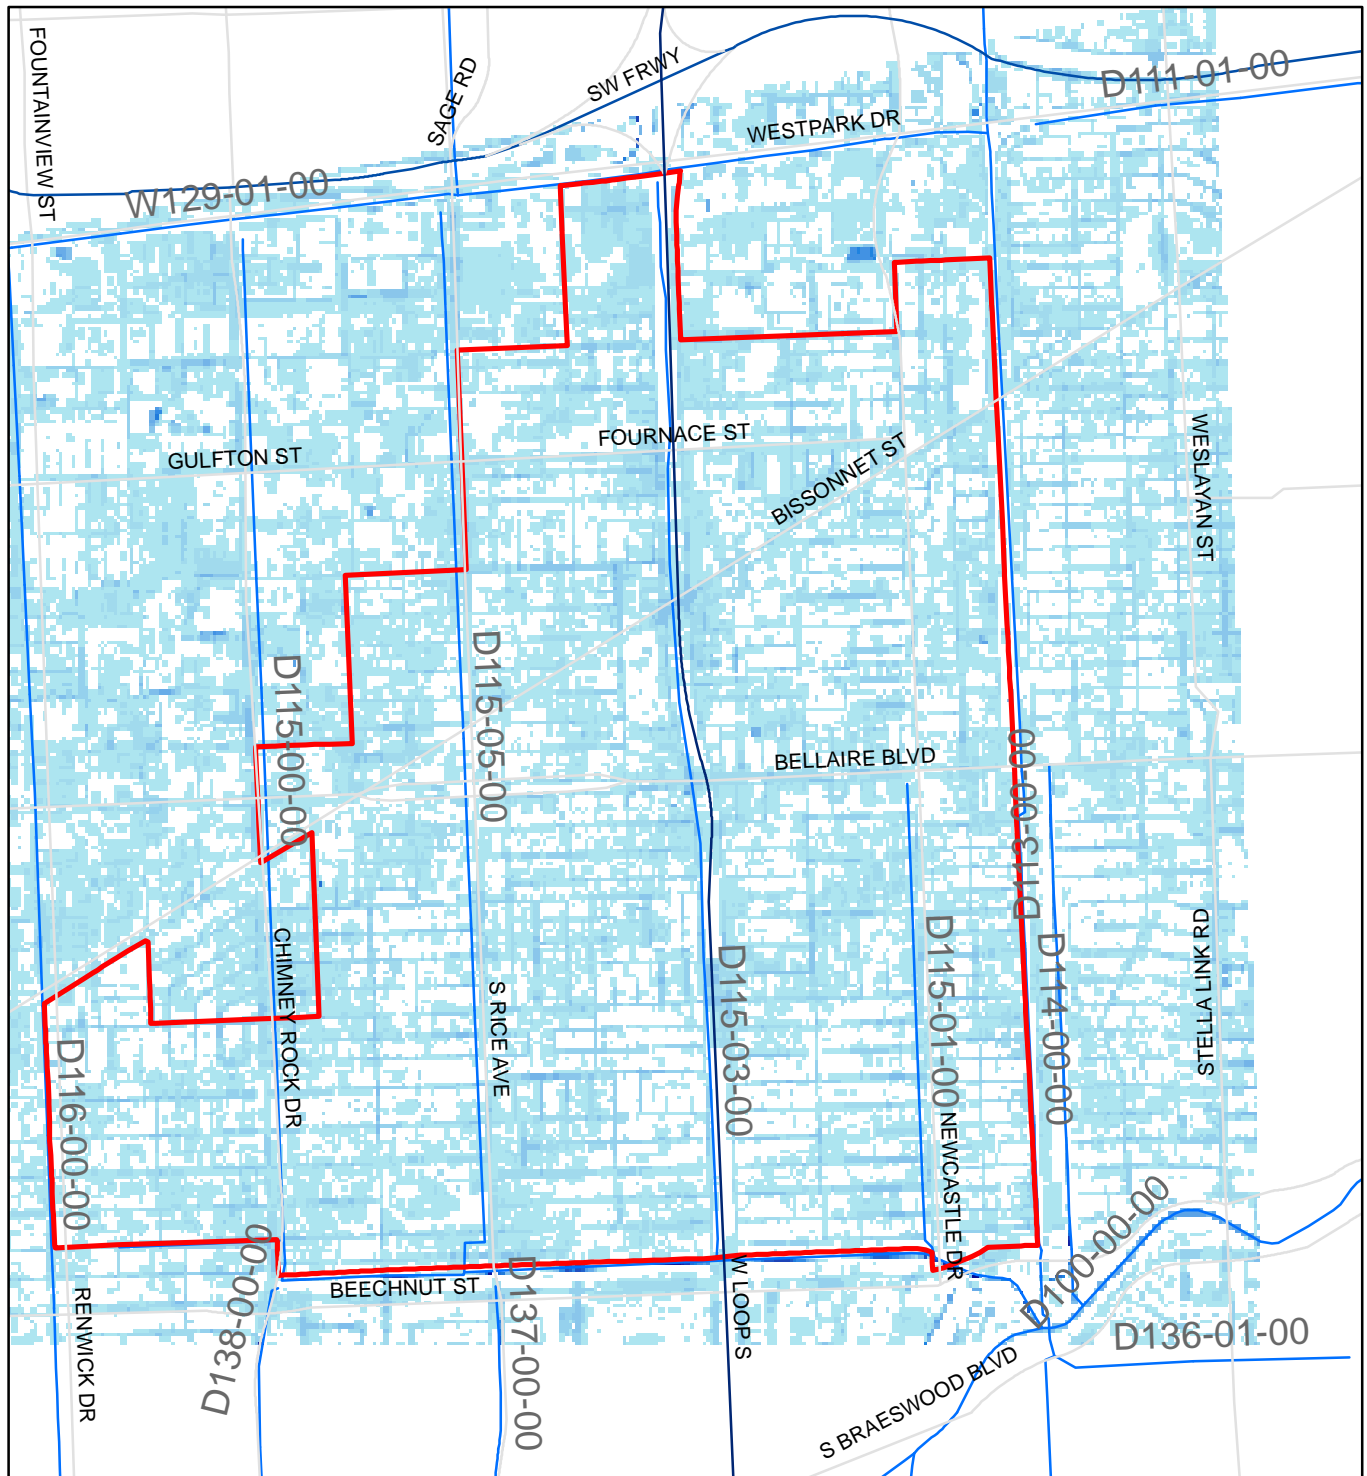 FOUNTAINVIEW ST
SAGE RD
SW FRWY
D111-01-00
WESTPARK DR
W129-01-00
GULFTON ST
FOURNACE ST
BISSONNET ST
WESLAYAN ST
D115-00-00
D115-05-00
BELLAIRE BLVD
D113-00-00
CHIMNEY ROCK DR
S RICE AVE
D115-03-00
D115-01-00
D114-00-00
STELLA LINK RD
D116-00-00
NEWCASTLE DR
D100-00-00
D138-00-00
BEECHNUT ST
D137-00-00
W LOOP S
RENWICK DR
D136-01-00
S BRAESWOOD BLVD